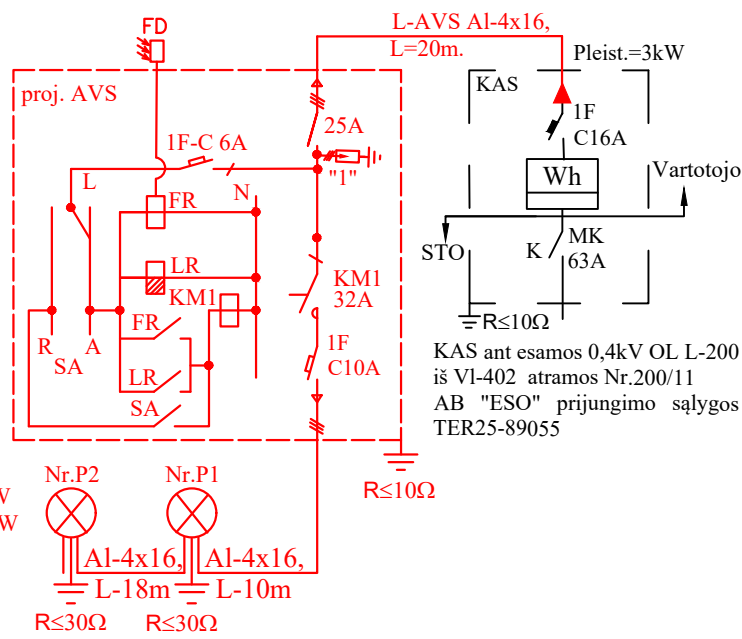 FD
L-AVS Al-4x16,
L=20m.
Pleist.=3kW
KAS
1F
C16A
Wh
Vartotojo
STO
K
MK
63A
R≤10Ω
KAS ant esamos 0,4kV OL L-200
iš Vl-402 atramos Nr.200/11
AB "ESO" prijungimo sąlygos
TER25-89055
proj. AVS
25A
1F-C 6A
"1"
L
N
FR
LR
KM1
KM1
32A
FR
R
A
SA
LR
1F
C10A
SA
R≤10Ω
Nr.P2
Nr.P1
V
W
Al-4x16,
Al-4x16,
L-18m
L-10m
R≤30Ω
R≤30Ω